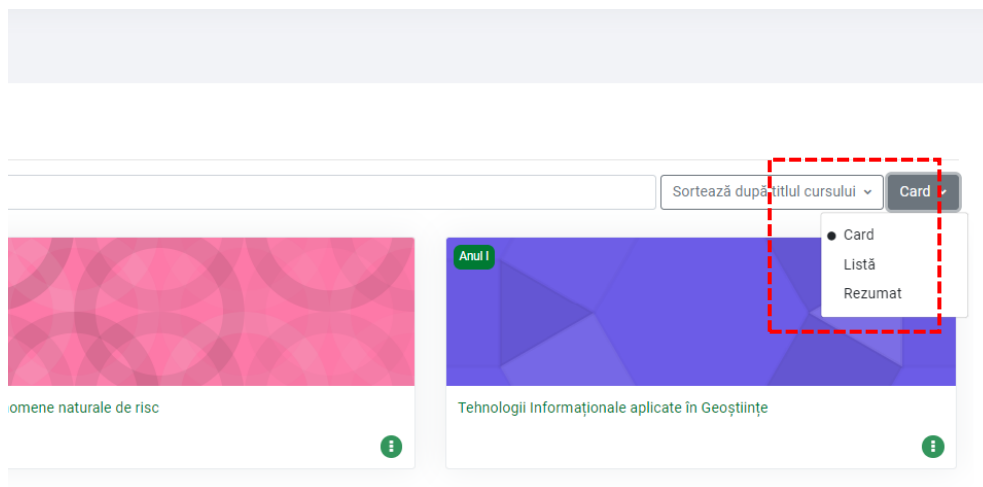 Sortează după titlul cursului
Card
Card
Listă
Rezumat
Anul I
omene naturale de risc
Tehnologii Informaționale aplicate în Geoștiințe